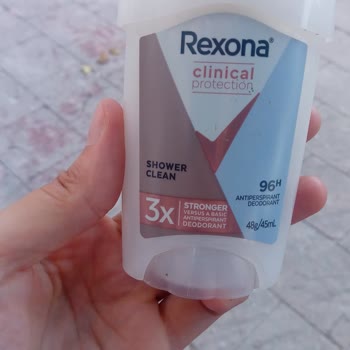 Rexona®
clinical
protection
SHOWER
CLEAN
96H
ANTIPERSPIRANT
DEODORANT
3x
STRONGER
VERSUS A BASIC
ANTIPERSPIRANT
DEODORANT
48g/45mL